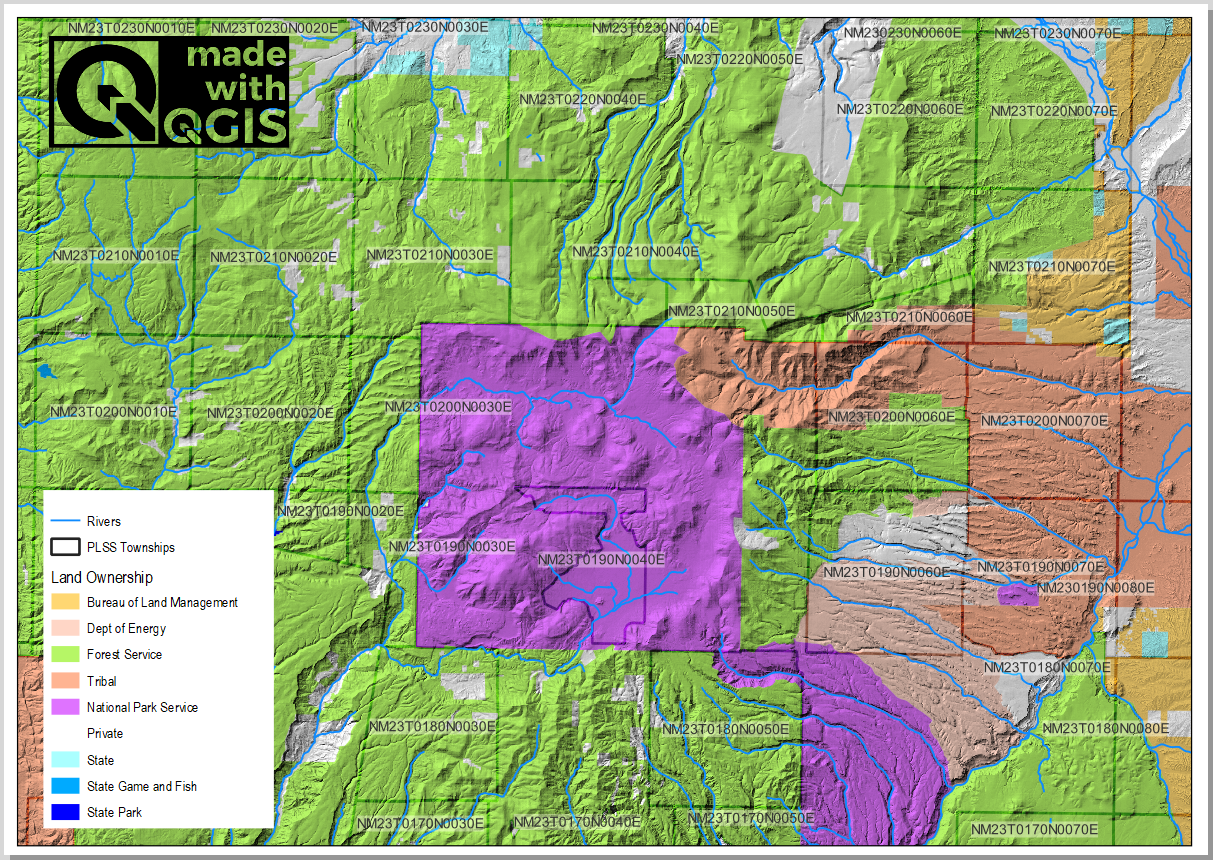 NM23T0230N0010E
NM23T0230N0020E
NM23T0230N0030E
NM23T0230N0040E
NM230230N0060E
NM23T0230N0070E
made
with
QGIS
NM23T0220N0050E
NM23T0220N0040E
NM23T0220N0060E
NM23T0220N0070E
NM23T0210N0010E
NM23T0210N0020E
NM23T0210N0030E
NM23T0210N0040E
NM23T0210N0070E
NM23T0210N0050E
NM23T0210N0060E
NM23T0200N0010E
NM23T0200N0020E
NM23T0200N0030E
NM23T0200N0060E
NM23T0200N0070E
NM23T0190N0020E
NM23T0190N0030E
NM23T0190N0040E
NM23T0190N0060E
NM23T0190N0070E
NM230190N0080E
NM23T0180N0070E
NM23T0180N0030E
NM23T0180N0050E
NM23T0180N0080E
NM23T0170N0030E
NM23T0170N0040E
NM23T0170N0050E
NM23T0170N0070E
Rivers
PLSS Townships
Land Ownership
Bureau of Land Management
Dept of Energy
Forest Service
Tribal
National Park Service
Private
State
State Game and Fish
State Park